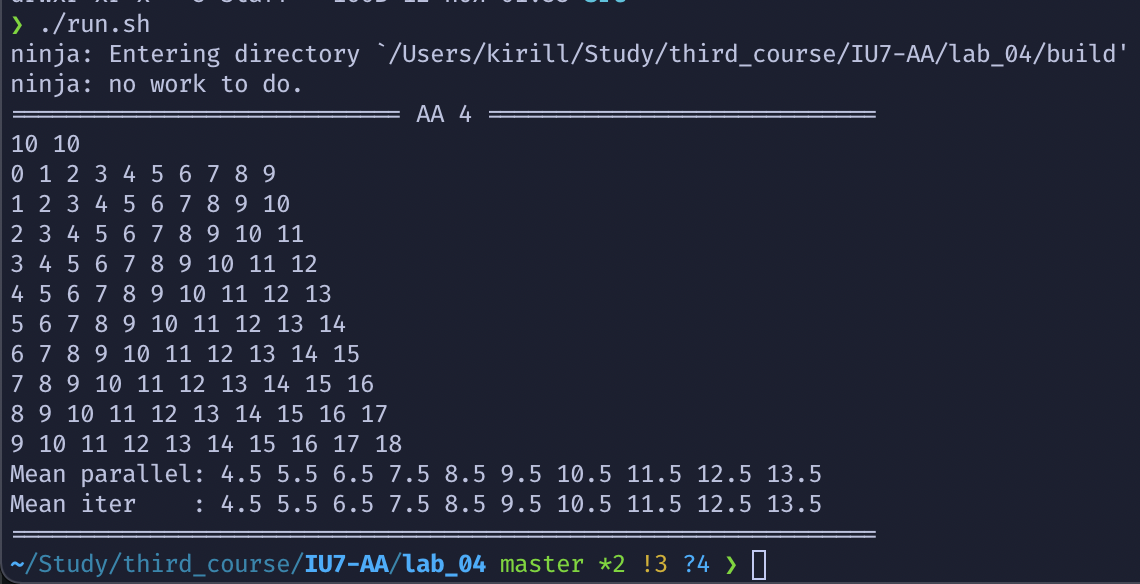 ❯ ./run.sh
ninja: Entering directory `/Users/kirill/Study/third_course/IU7-AA/lab_04/build'
ninja: no work to do.
════════════════════════════ AA 4 ════════════════════════════
10 10
0 1 2 3 4 5 6 7 8 9
1 2 3 4 5 6 7 8 9 10
2 3 4 5 6 7 8 9 10 11
3 4 5 6 7 8 9 10 11 12
4 5 6 7 8 9 10 11 12 13
5 6 7 8 9 10 11 12 13 14
6 7 8 9 10 11 12 13 14 15
7 8 9 10 11 12 13 14 15 16
8 9 10 11 12 13 14 15 16 17
9 10 11 12 13 14 15 16 17 18
Mean parallel: 4.5 5.5 6.5 7.5 8.5 9.5 10.5 11.5 12.5 13.5
Mean iter    : 4.5 5.5 6.5 7.5 8.5 9.5 10.5 11.5 12.5 13.5
══════════════════════════════════════════════════════════════
~/Study/third_course/IU7-AA/lab_04 master *2 !3 ?4 ❯